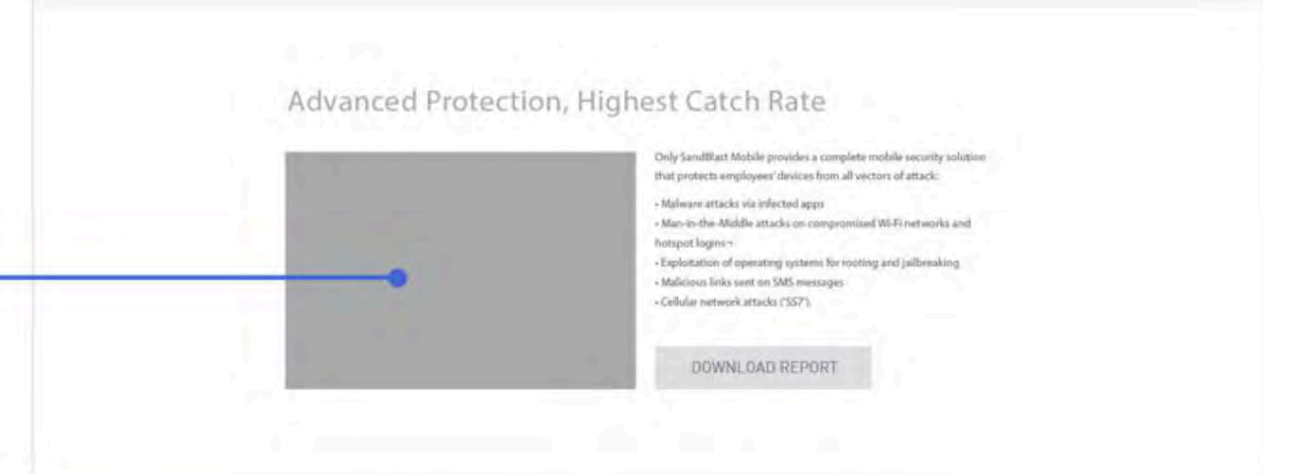 Advanced Protection, Highest Catch Rate
Only SandBlast Mobile provides a complete mobile security solution
that protects employees' devices from all vectors of attack:
• Malware attacks via infected apps
• Man-in-the-Middle attacks on compromised Wi-Fi networks and
hotspot logins¬
• Exploitation of operating systems for rooting and jailbreaking
• Malicious links sent on SMS messages
• Cellular network attacks ('SS7').
DOWNLOAD REPORT